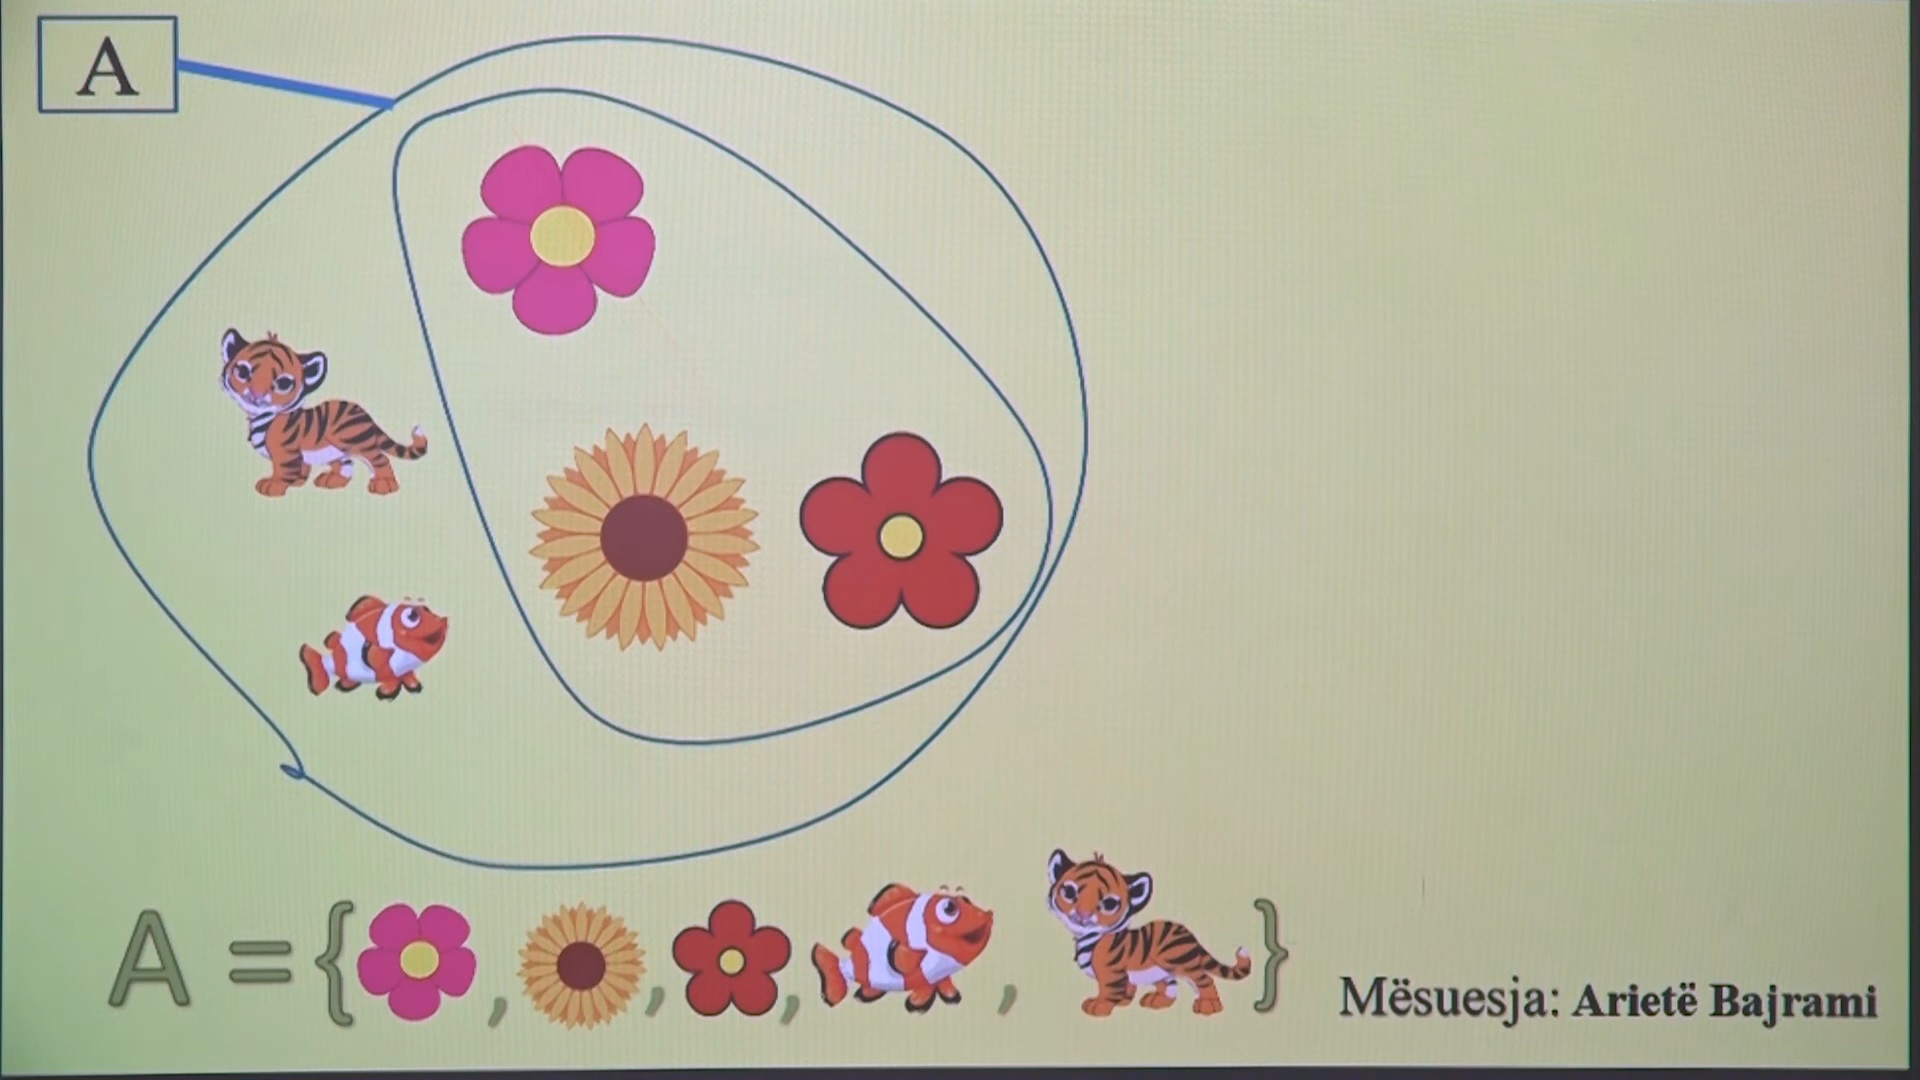 A
A = { , , , , }
Mësuesja: Arietë Bajrami